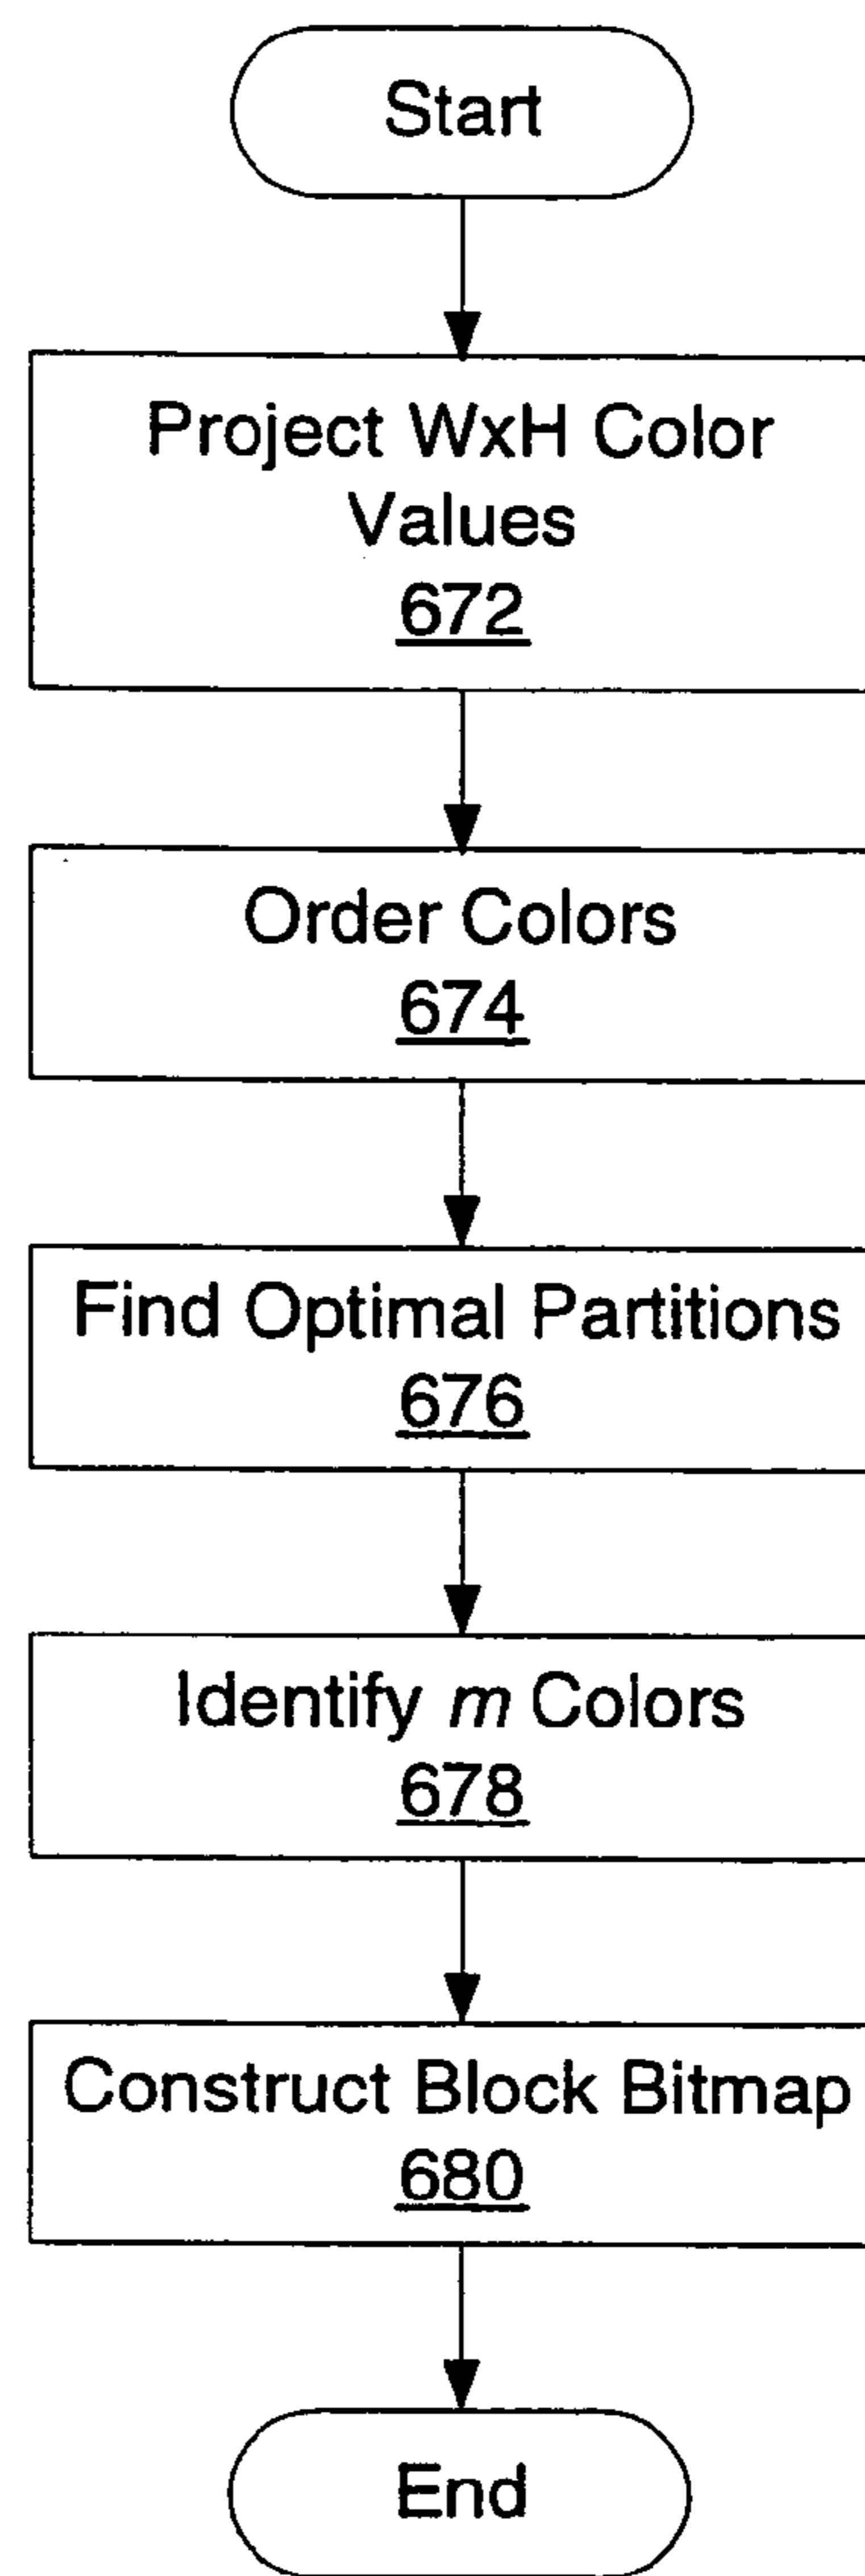 Start
Project WxH Color
Values
672
Order Colors
674
Find Optimal Partitions
676
Identify m Colors
678
Construct Block Bitmap
680
End